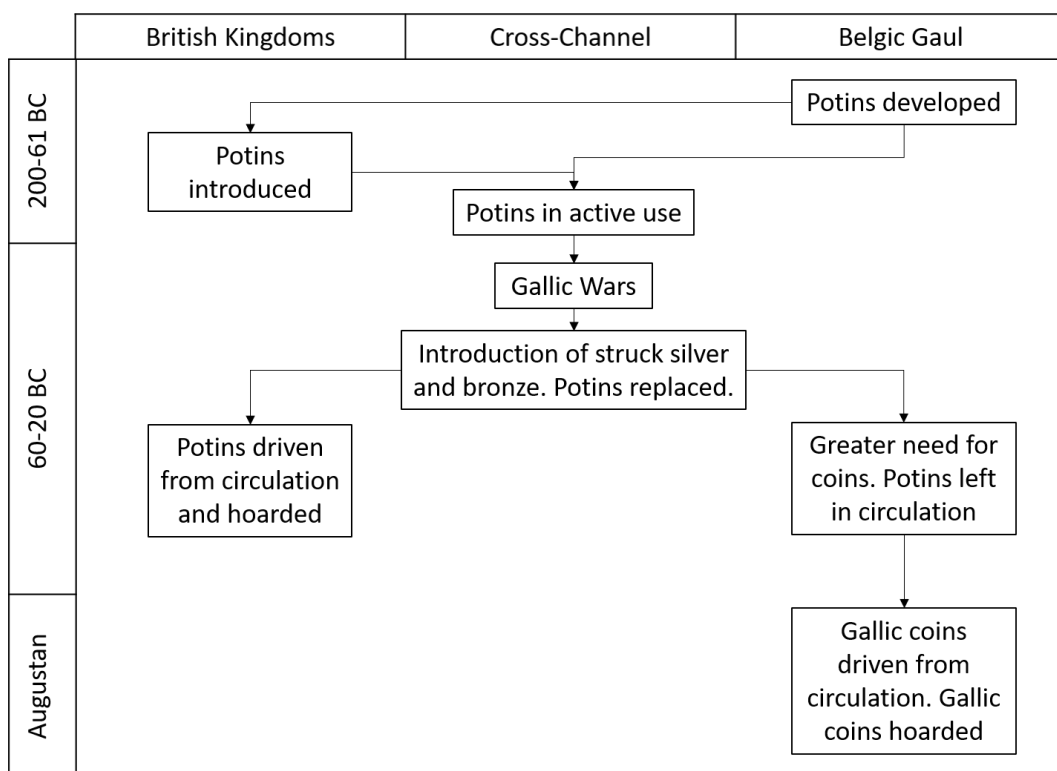 British Kingdoms
Cross-Channel
Belgic Gaul
200-61 BC
Potins developed
Potins
introduced
Potins in active use
60-20 BC
Gallic Wars
Introduction of struck silver
and bronze. Potins replaced.
Potins driven
from circulation
and hoarded
Greater need for
coins. Potins left
in circulation
Augustan
Gallic coins
driven from
circulation. Gallic
coins hoarded